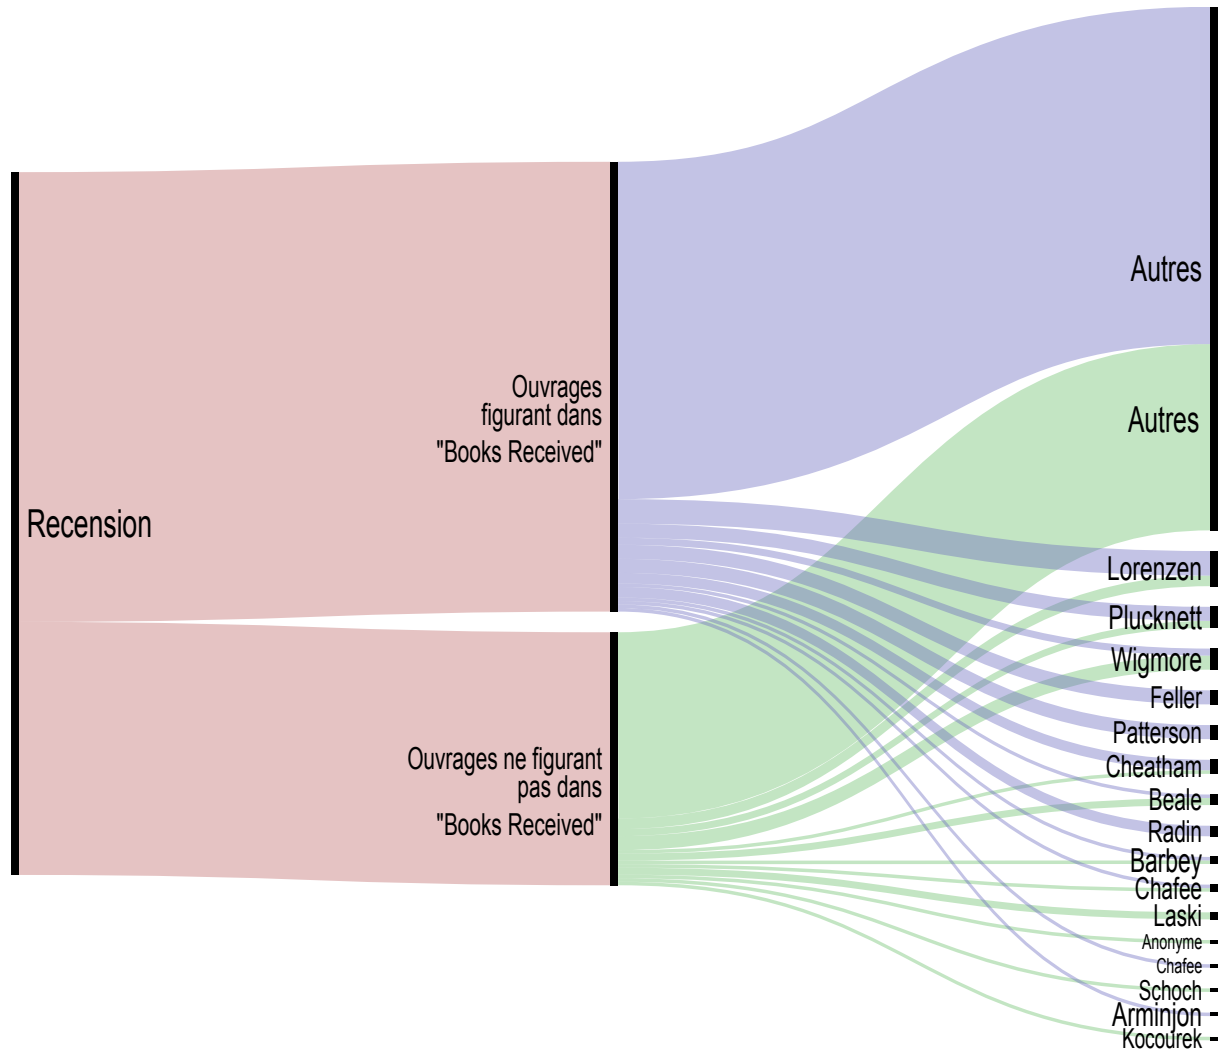 Recension
Ouvrages
figurant dans
"Books Received"
Ouvrages ne figurant
pas dans
"Books Received"
Autres
Autres
Lorenzen
Plucknett
Wigmore
Feller
Patterson
Cheatham
Beale
Radin
Barbey
Chafee
Laski
Anonyme
Chafee
Schoch
Arminjon
Kocourek